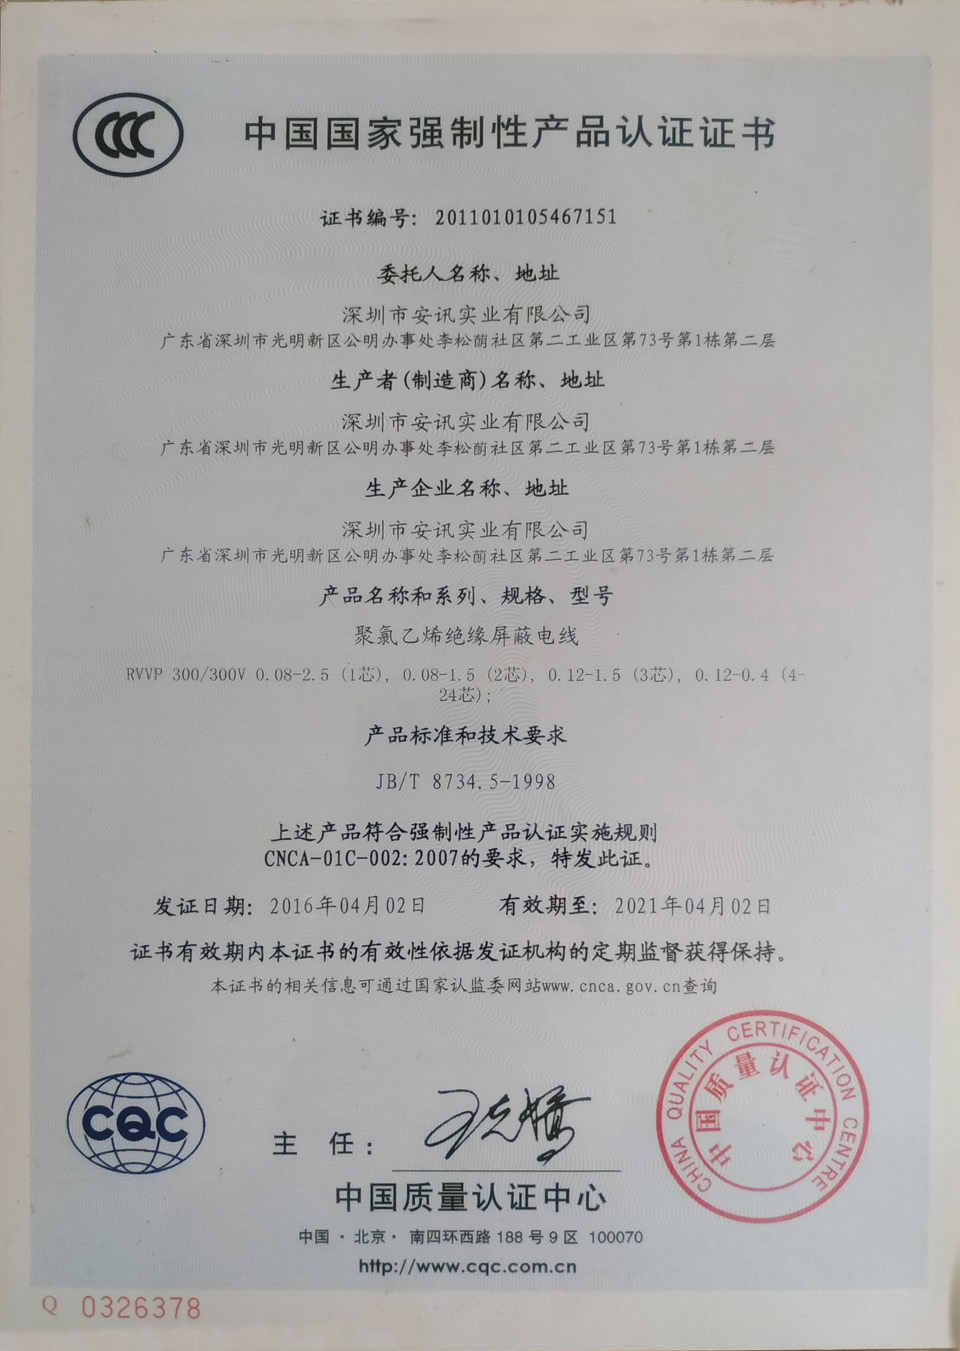 中国国家强制性产品认证证书
证书编号: 2011010105467151
委托人名称、地址
深圳市安讯实业有限公司
广东省深圳市光明新区公明办事处李松蓢社区第二工业区第73号第1栋第二层
生产者(制造商)名称、地址
深圳市安讯实业有限公司
广东省深圳市光明新区公明办事处李松蓢社区第二工业区第73号第1栋第二层
生产企业名称、地址
深圳市安讯实业有限公司
广东省深圳市光明新区公明办事处李松蓢社区第二工业区第73号第1栋第二层
产品名称和系列、规格、型号
聚氯乙烯绝缘屏蔽电线
RVVP 300/300V 0.08-2.5 (1芯), 0.08-1.5 (2芯), 0.12-1.5 (3芯), 0.12-0.4 (4-
24芯);
产品标准和技术要求
JB/T 8734.5-1998
上述产品符合强制性产品认证实施规则
CNCA-01C-002:2007的要求，特发此证。
发证日期: 2016年04月02日 有效期至: 2021年04月02日
证书有效期内本证书的有效性依据发证机构的定期监督获得保持。
本证书的相关信息可通过国家认监委网站www.cnca.gov.cn查询
CQC
主 任:
CHINA QUALITY CERTIFICATION CENTRE
中国质量认证中心
中国质量认证中心
中国·北京·南四环西路188号9区 100070
http://www.cqc.com.cn
Q 0326378